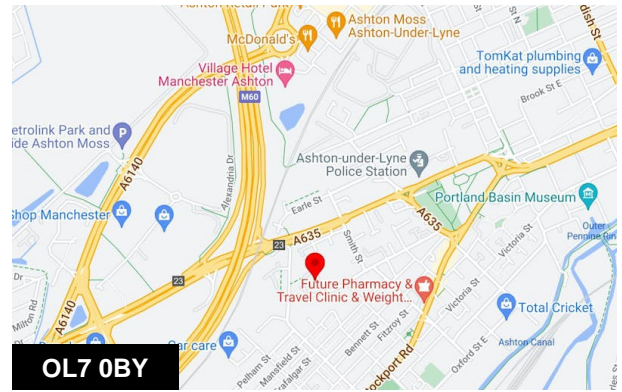 Ashton Retail Park
McDonald's
Ashton Moss
Ashton-Under-Lyne
Village Hotel
Manchester Ashton
M60
TomKat plumbing
and heating supplies
Brook St E
etrolink Park and
ide Ashton Moss
A6140
Alexandria Dr
Ashton-under-Lyne
Police Station
Portland Basin Museum
Earle St
A635
A635
Smith St
Victoria St
Outer
Pennine Rin
Shop Manchester
23
23
Future Pharmacy &
Travel Clinic & Weight...
Victoria St
Total Cricket
Dr
Milton Rd
A6140
Car care
Bennett St
Fitzroy St
Ashton Canal
Oxford St E
ockport Rd
Pelham St
Mansfield St
afalgar St
OL7 0BY